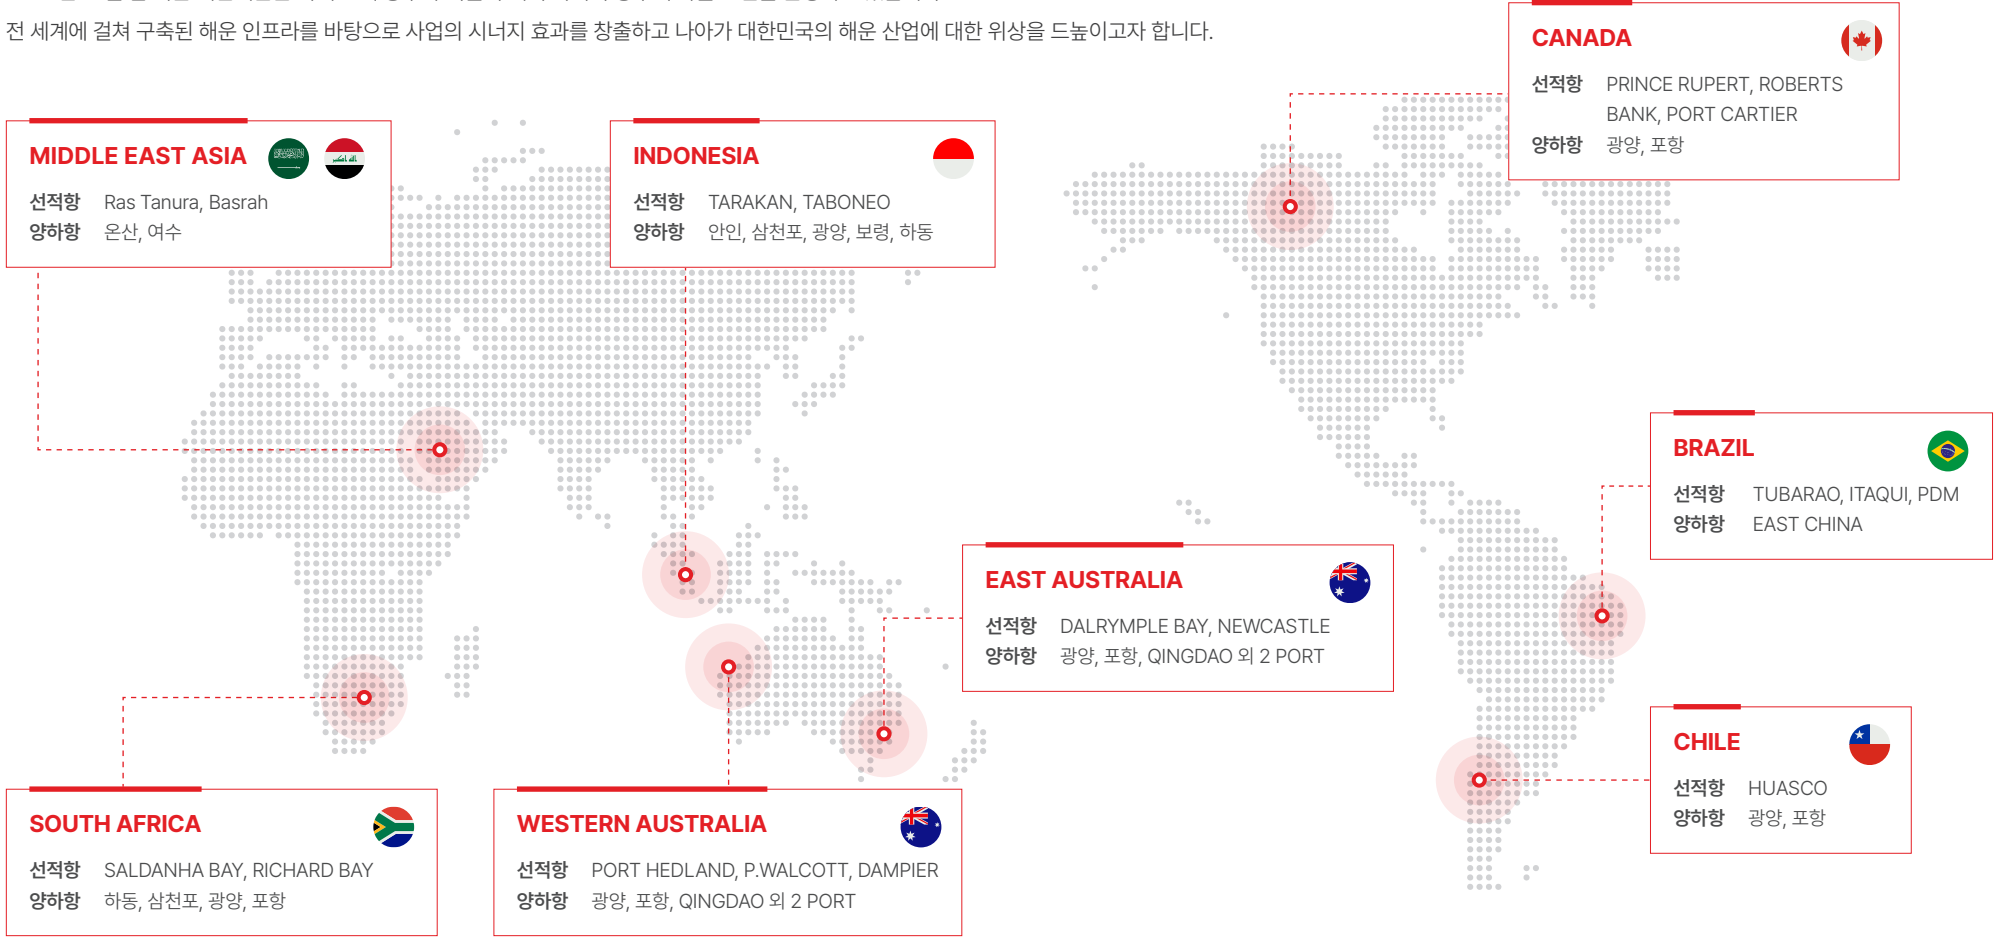 전 세계에 걸쳐 구축된 해운 인프라를 바탕으로 사업의 시너지 효과를 창출하고 나아가 대한민국의 해운 산업에 대한 위상을 드높이고자 합니다.
CANADA
선적항 PRINCE RUPERT, ROBERTS
BANK, PORT CARTIER
양하항 광양, 포항
MIDDLE EAST ASIA
선적항 Ras Tanura, Basrah
양하항 온산, 여수
INDONESIA
선적항 TARAKAN, TABONEO
양하항 안인, 삼천포, 광양, 보령, 하동
BRAZIL
선적항 TUBARAO, ITAQUI, PDM
양하항 EAST CHINA
EAST AUSTRALIA
선적항 DALRYMPLE BAY, NEWCASTLE
양하항 광양, 포항, QINGDAO 외 2 PORT
CHILE
선적항 HUASCO
양하항 광양, 포항
SOUTH AFRICA
선적항 SALDANHA BAY, RICHARD BAY
양하항 하동, 삼천포, 광양, 포항
WESTERN AUSTRALIA
선적항 PORT HEDLAND, P.WALCOTT, DAMPIER
양하항 광양, 포항, QINGDAO 외 2 PORT